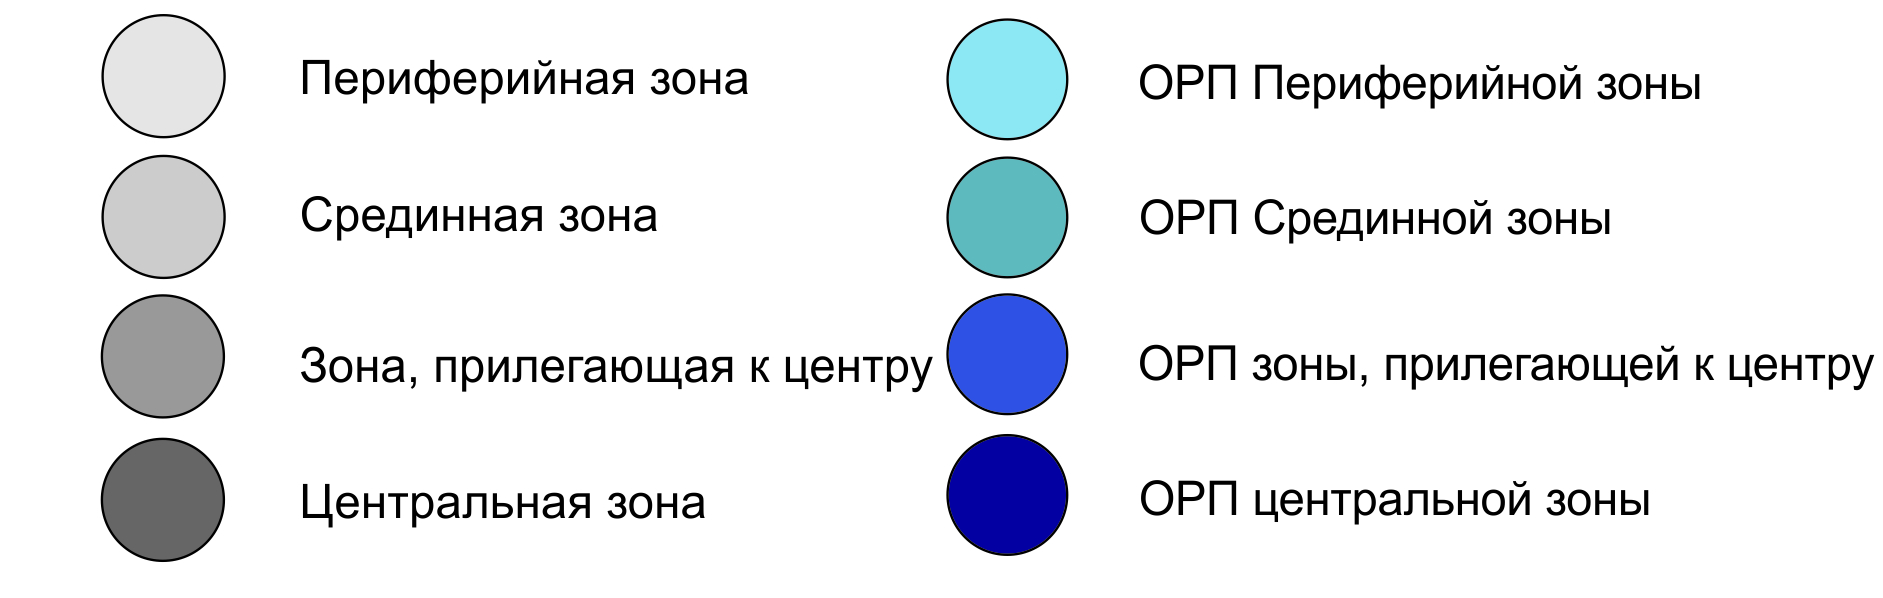 Периферийная зона
ОРП Периферийной зоны
Срединная зона
ОРП Срединной зоны
Зона, прилегающая к центру
ОРП зоны, прилегающей к центру
Центральная зона
ОРП центральной зоны